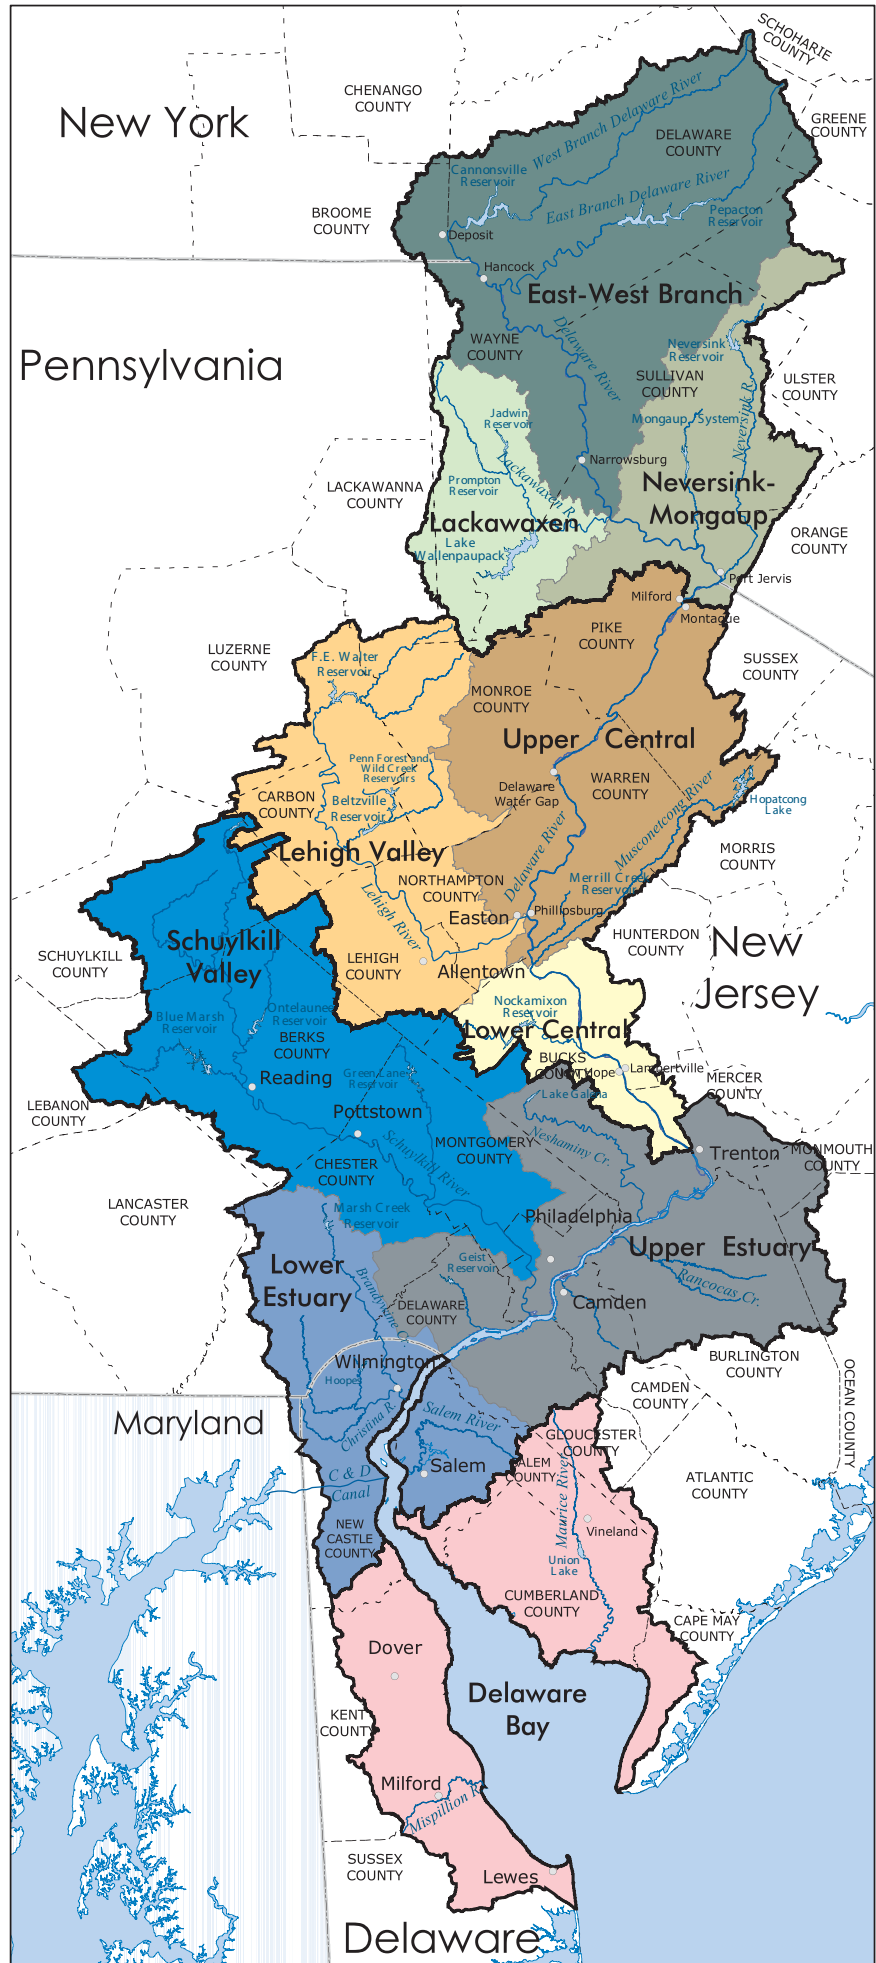 SCHOHARIE
COUNTY
CHENANGO
COUNTY
New York
GREENE
COUNTY
West Branch Delaware River
DELAWARE
COUNTY
Cannonsville
Reservoir
East Branch Delaware River
BROOME
COUNTY
Pepacton
Reservoir
Deposit
Hancock
East-West Branch
Delaware River
WAYNE
COUNTY
Neversink
Reservoir
Pennsylvania
SULLIVAN
COUNTY
ULSTER
COUNTY
Neversink R.
Jadwin
Reservoir
Mongaup System
Narrowsburg
Lackawaxen R.
Prompton
Reservoir
Neversink-
Mongaup
LACKAWANNA
COUNTY
Lackawaxen
Lake
Wallenpaupack
ORANGE
COUNTY
Port Jervis
Milford
Montague
PIKE
COUNTY
LUZERNE
COUNTY
F.E. Walter
Reservoir
SUSSEX
COUNTY
MONROE
COUNTY
Upper Central
Penn Forest and
Wild Creek
Reservoirs
Delaware
Water Gap
WARREN
COUNTY
CARBON
COUNTY
Beltzville
Reservoir
Hopatcong
Lake
Musconetcong River
Delaware River
Lehigh Valley
MORRIS
COUNTY
NORTHAMPTON
COUNTY
Merrill Creek
Reservoir
Lehigh River
Easton
Phillipsburg
HUNTERDON
COUNTY
New
Jersey
Schuylkill
Valley
SCHUYLKILL
COUNTY
LEHIGH
COUNTY
Allentown
Nockamixon
Reservoir
Ontelaunee
Reservoir
Blue Marsh
Reservoir
BERKS
COUNTY
Lower Central
BUCKS
COUNTY
New Hope
Lambertville
Reading
Green Lane
Reservoir
MERCER
COUNTY
Lake Galena
LEBANON
COUNTY
Pottstown
Neshaminy Cr.
MONTGOMERY
COUNTY
Trenton
MONMOUTH
COUNTY
CHESTER
COUNTY
Schuylkill River
LANCASTER
COUNTY
Marsh Creek
Reservoir
Philadelphia
Upper Estuary
Lower
Estuary
Geist
Reservoir
Rancocas Cr.
Brandywine Cr.
DELAWARE
COUNTY
Camden
Wilmington
BURLINGTON
COUNTY
OCEAN COUNTY
Hoopes
CAMDEN
COUNTY
Maryland
Christina R.
Salem River
GLOUCESTER
COUNTY
Salem
SALEM
COUNTY
C & D
Canal
ATLANTIC
COUNTY
Maurice River
NEW
CASTLE
COUNTY
Vineland
Union
Lake
CUMBERLAND
COUNTY
CAPE MAY
COUNTY
Dover
Delaware
Bay
KENT
COUNTY
Milford
Mispillion R.
SUSSEX
COUNTY
Lewes
Delaware